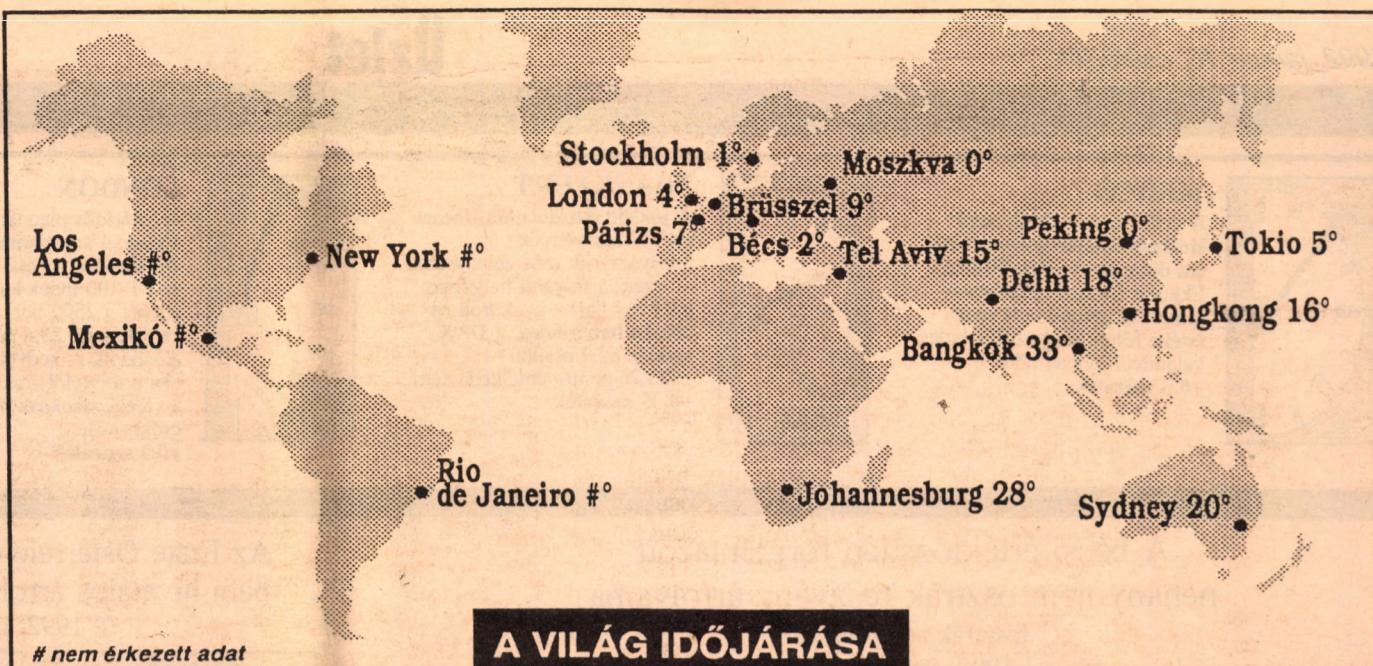 Stockholm 1°
Moszkva 0°
London 4°
Brüsszel 9°
Párizs 7°
Bécs 2°
Tel Aviv 15°
Peking 0°
Tokio 5°
Los
Angeles #°
New York #°
Delhi 18°
Hongkong 16°
Mexikó #°
Bangkok 33°
Rio
de Janeiro #°
Johannesburg 28°
Sydney 20°
# nem érkezett adat
A VILÁG IDŐJÁRÁSA